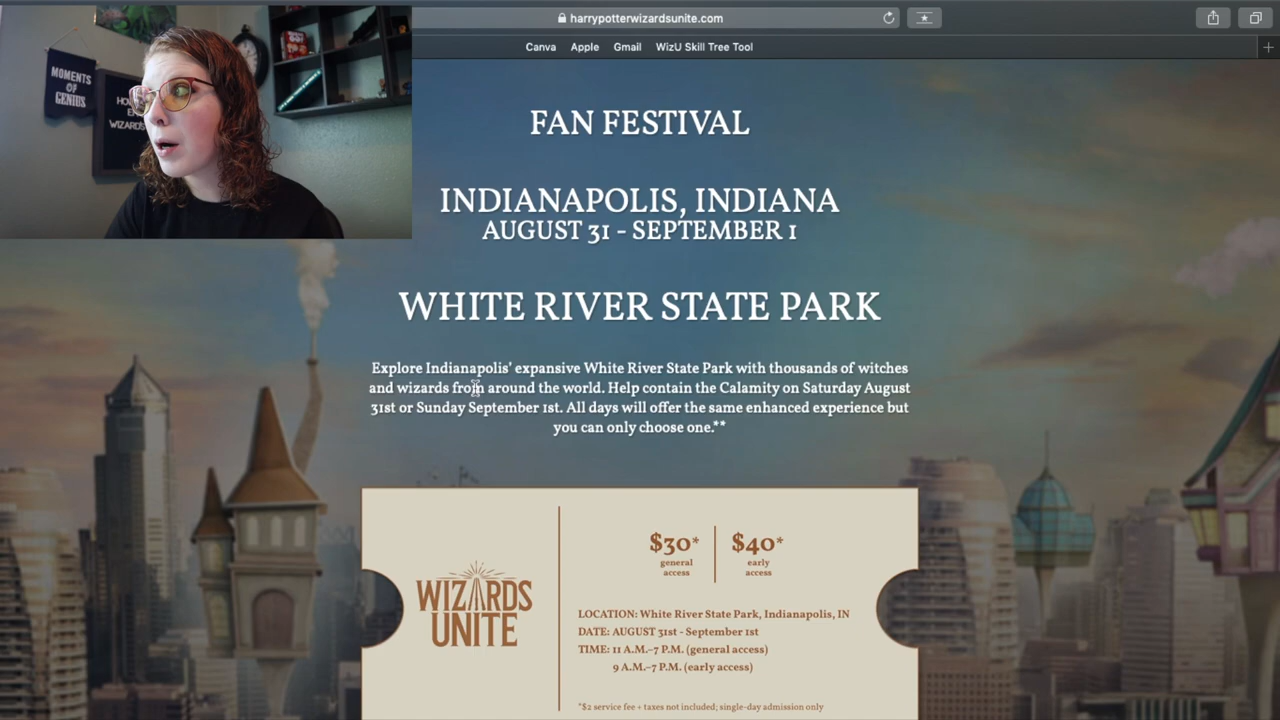 harrypotterwizardsunite.com
Canva Apple Gmail WizU Skill Tree Tool
MOMENTS
OF
GENIUS
WIZARDS
FAN FESTIVAL
INDIANAPOLIS, INDIANA
AUGUST 31 - SEPTEMBER 1
WHITE RIVER STATE PARK
Explore Indianapolis' expansive White River State Park with thousands of witches
and wizards from around the world. Help contain the Calamity on Saturday August
31st or Sunday September 1st. All days will offer the same enhanced experience but
you can only choose one.**
$30* $40*
general early
access access
WIZARDS
UNITE
LOCATION: White River State Park, Indianapolis, IN
DATE: AUGUST 31st - September 1st
TIME: 11 A.M.–7 P.M. (general access)
9 A.M.–7 P.M. (early access)
*$2 service fee + taxes not included; single-day admission only